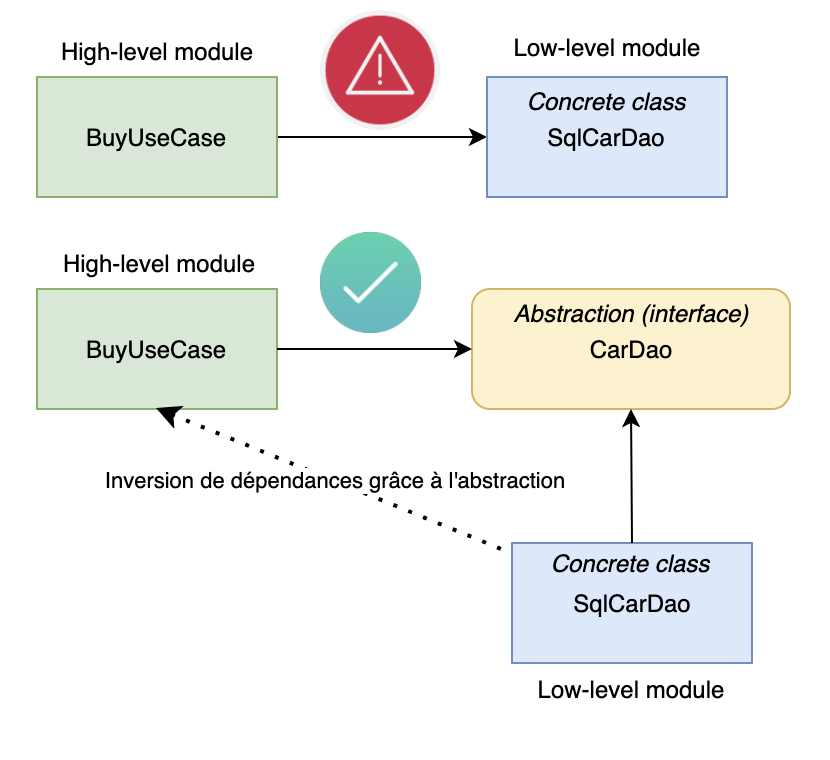 High-level module
Low-level module
BuyUseCase
Concrete class
SqlCarDao
High-level module
BuyUseCase
Abstraction (interface)
CarDao
Inversion de dépendances grâce à l'abstraction
Concrete class
SqlCarDao
Low-level module